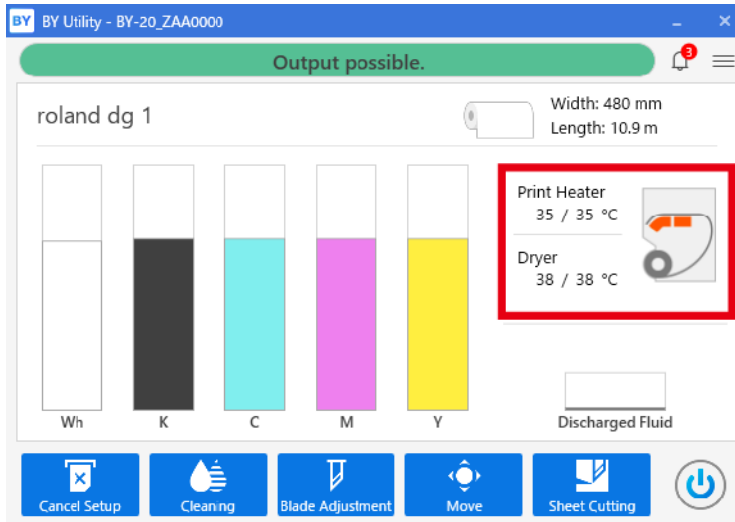 BY BY Utility - BY-20_ZAA0000
Output possible.
3
roland dg 1
Width: 480 mm
Length: 10.9 m
Print Heater
35 / 35 °C
Dryer
38 / 38 °C
Wh K C M Y
Discharged Fluid
Cancel Setup Cleaning Blade Adjustment Move Sheet Cutting